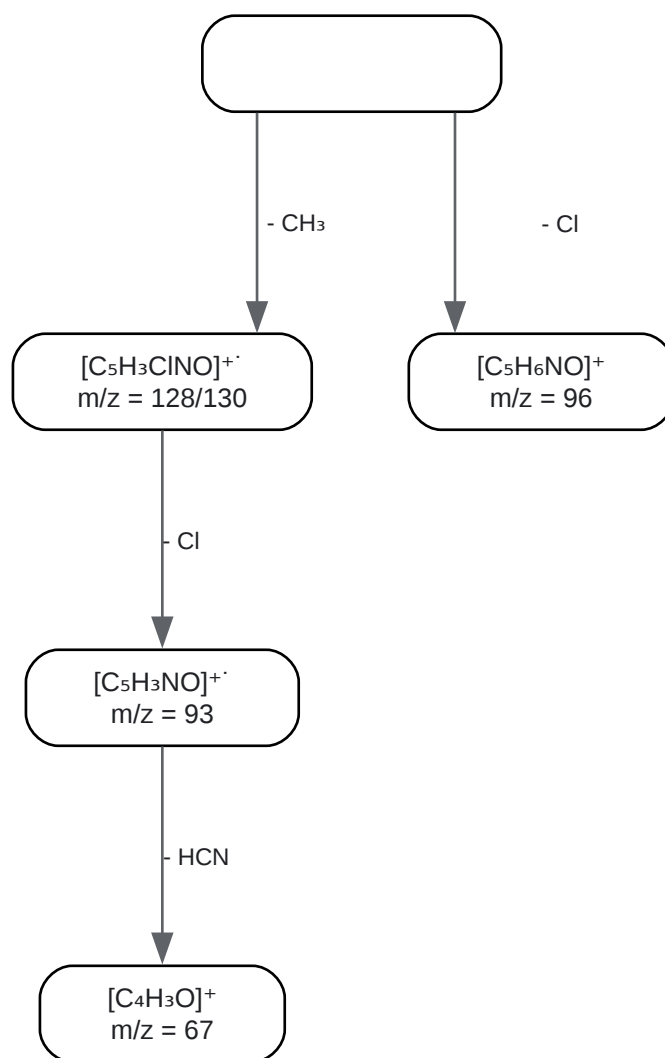 - CH₃
- Cl
[C₅H₃ClNO]⁺˙
m/z = 128/130
[C₅H₆NO]⁺
m/z = 96
- Cl
[C₅H₃NO]⁺˙
m/z = 93
- HCN
[C₄H₃O]⁺
m/z = 67